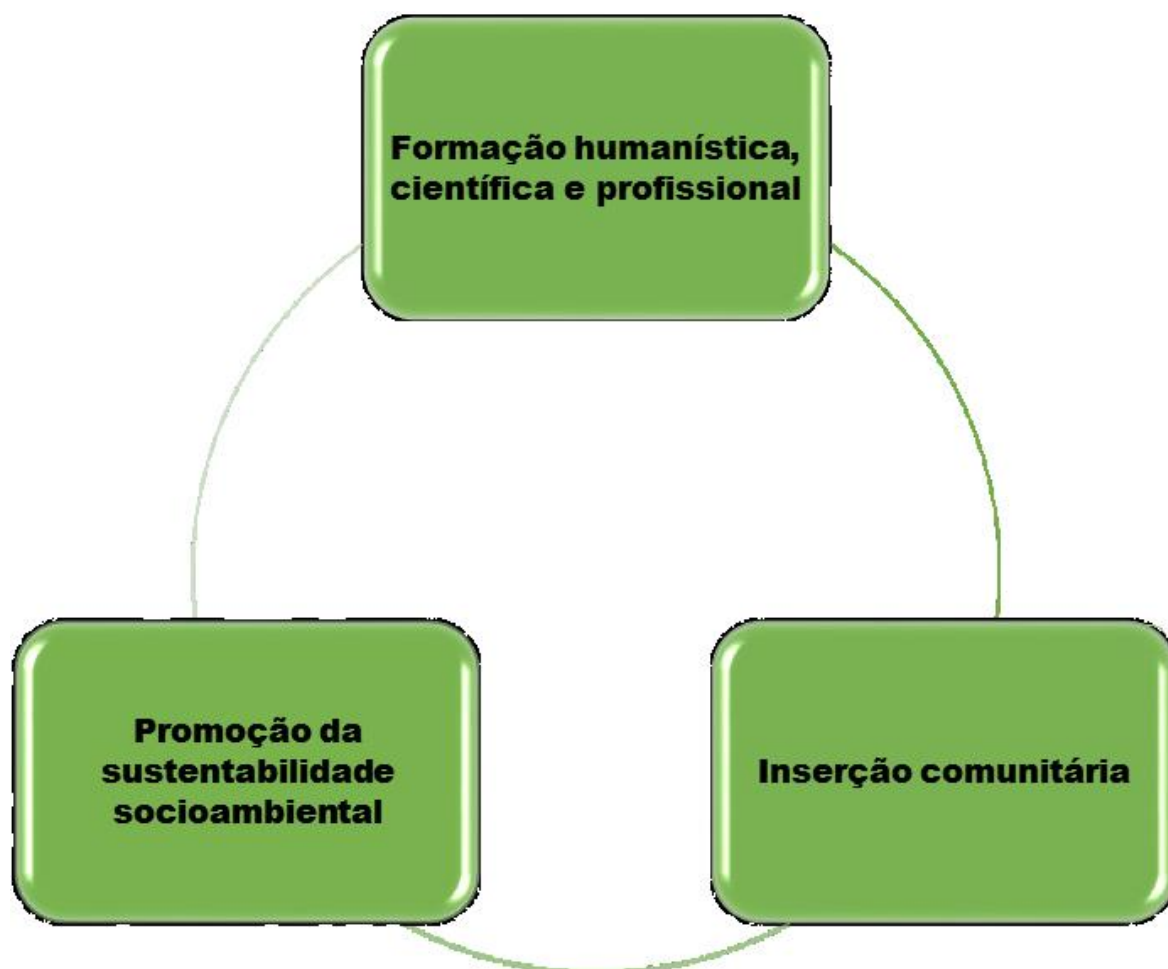 Formação humanística,
científica e profissional
Promoção da
sustentabilidade
socioambiental
Inserção comunitária